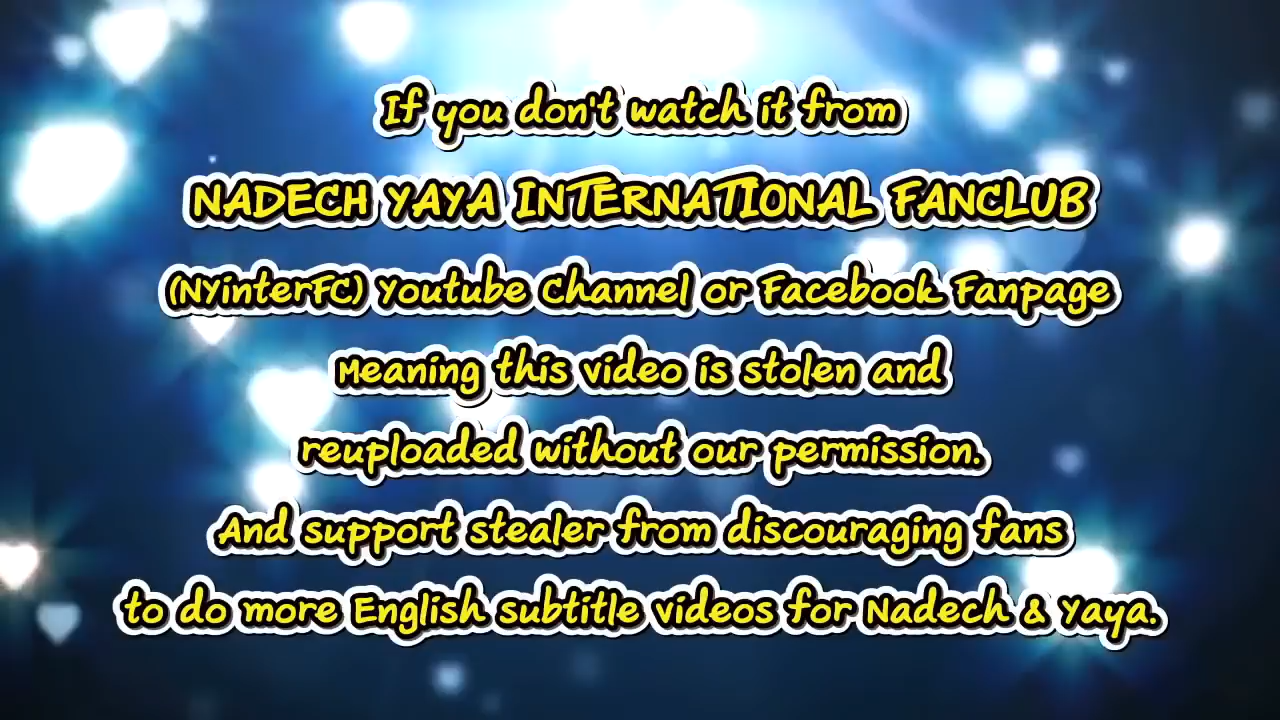 If you don't watch it from
NADECH YAYA INTERNATIONAL FANCLUB
(NYinterFC) Youtube Channel or Facebook Fanpage
Meaning this video is stolen and
reuploaded without our permission.
And support stealer from discouraging fans
to do more English subtitle videos for Nadech & Yaya.